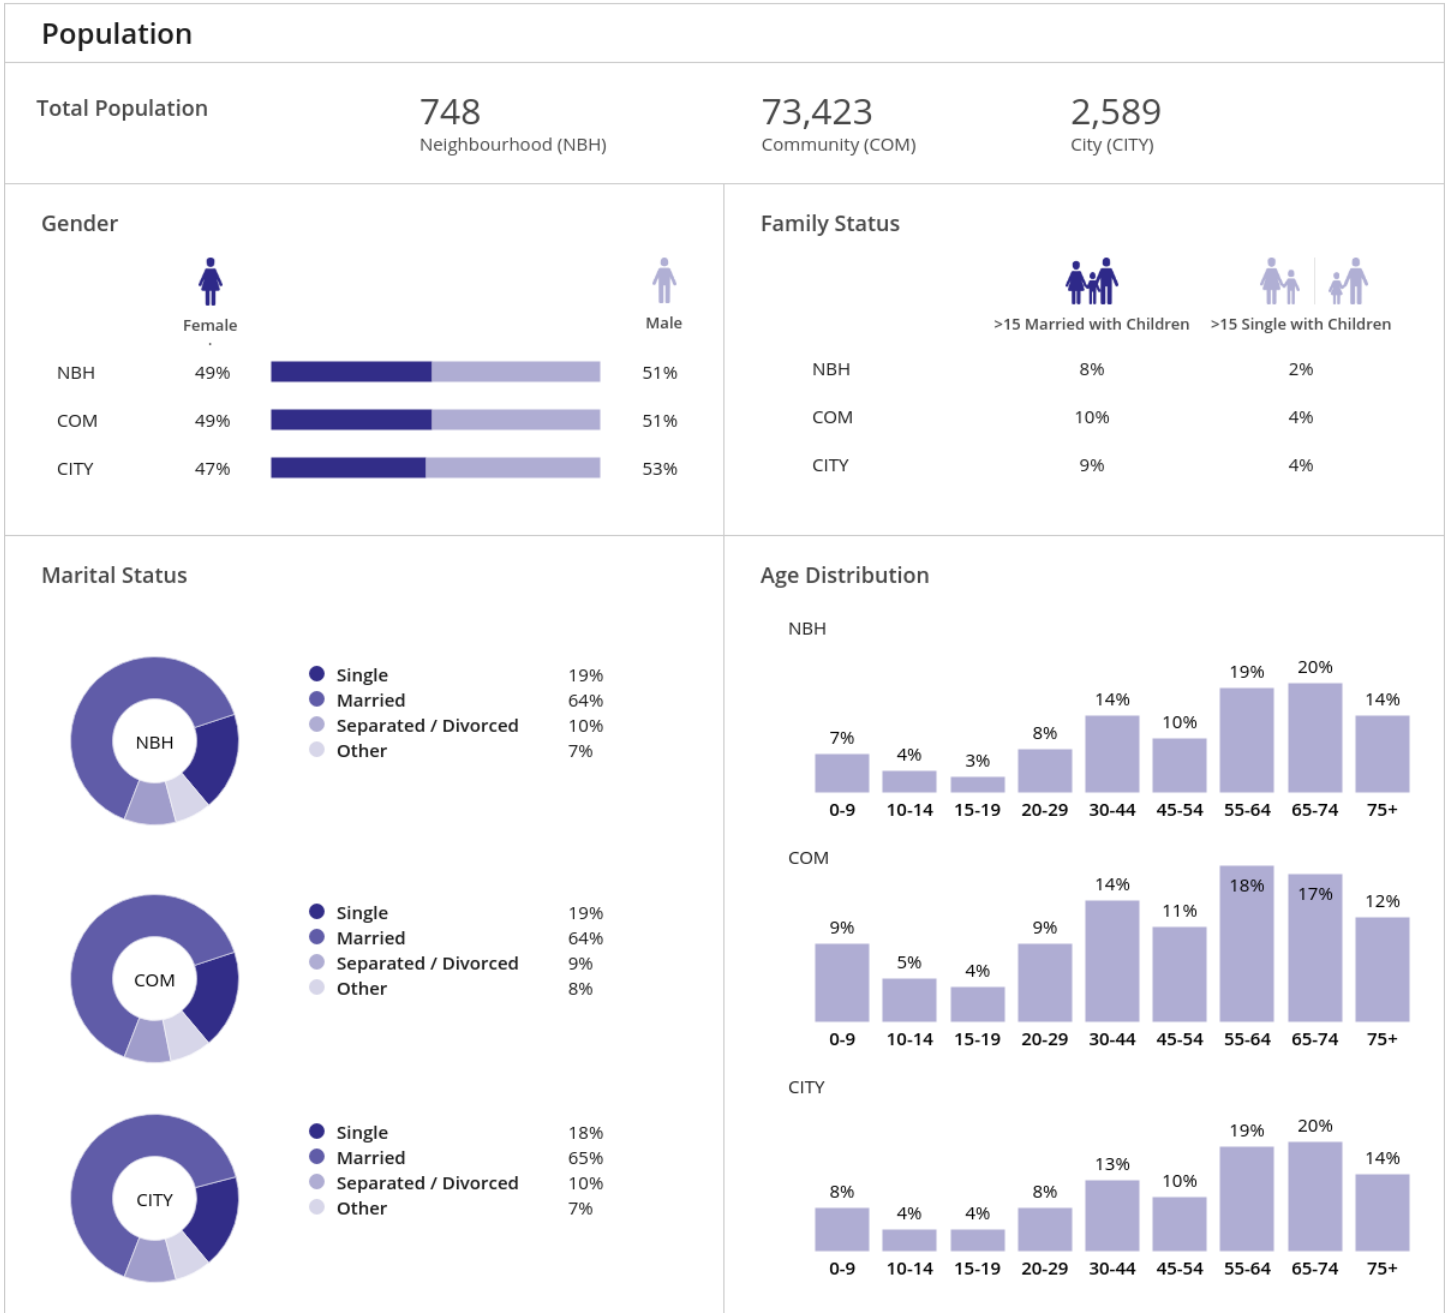 Population
Total Population
748
Neighbourhood (NBH)
73,423
Community (COM)
2,589
City (CITY)
Gender
Female
Male
NBH 49% 51%
COM 49% 51%
CITY 47% 53%
Family Status
>15 Married with Children >15 Single with Children
NBH 8% 2%
COM 10% 4%
CITY 9% 4%
Marital Status
NBH
Single 19%
Married 64%
Separated / Divorced 10%
Other 7%
COM
Single 19%
Married 64%
Separated / Divorced 9%
Other 8%
CITY
Single 18%
Married 65%
Separated / Divorced 10%
Other 7%
Age Distribution
NBH
7% 4% 3% 8% 14% 10% 19% 20% 14%
0-9 10-14 15-19 20-29 30-44 45-54 55-64 65-74 75+
COM
9% 5% 4% 9% 14% 11% 18% 17% 12%
0-9 10-14 15-19 20-29 30-44 45-54 55-64 65-74 75+
CITY
8% 4% 4% 8% 13% 10% 19% 20% 14%
0-9 10-14 15-19 20-29 30-44 45-54 55-64 65-74 75+